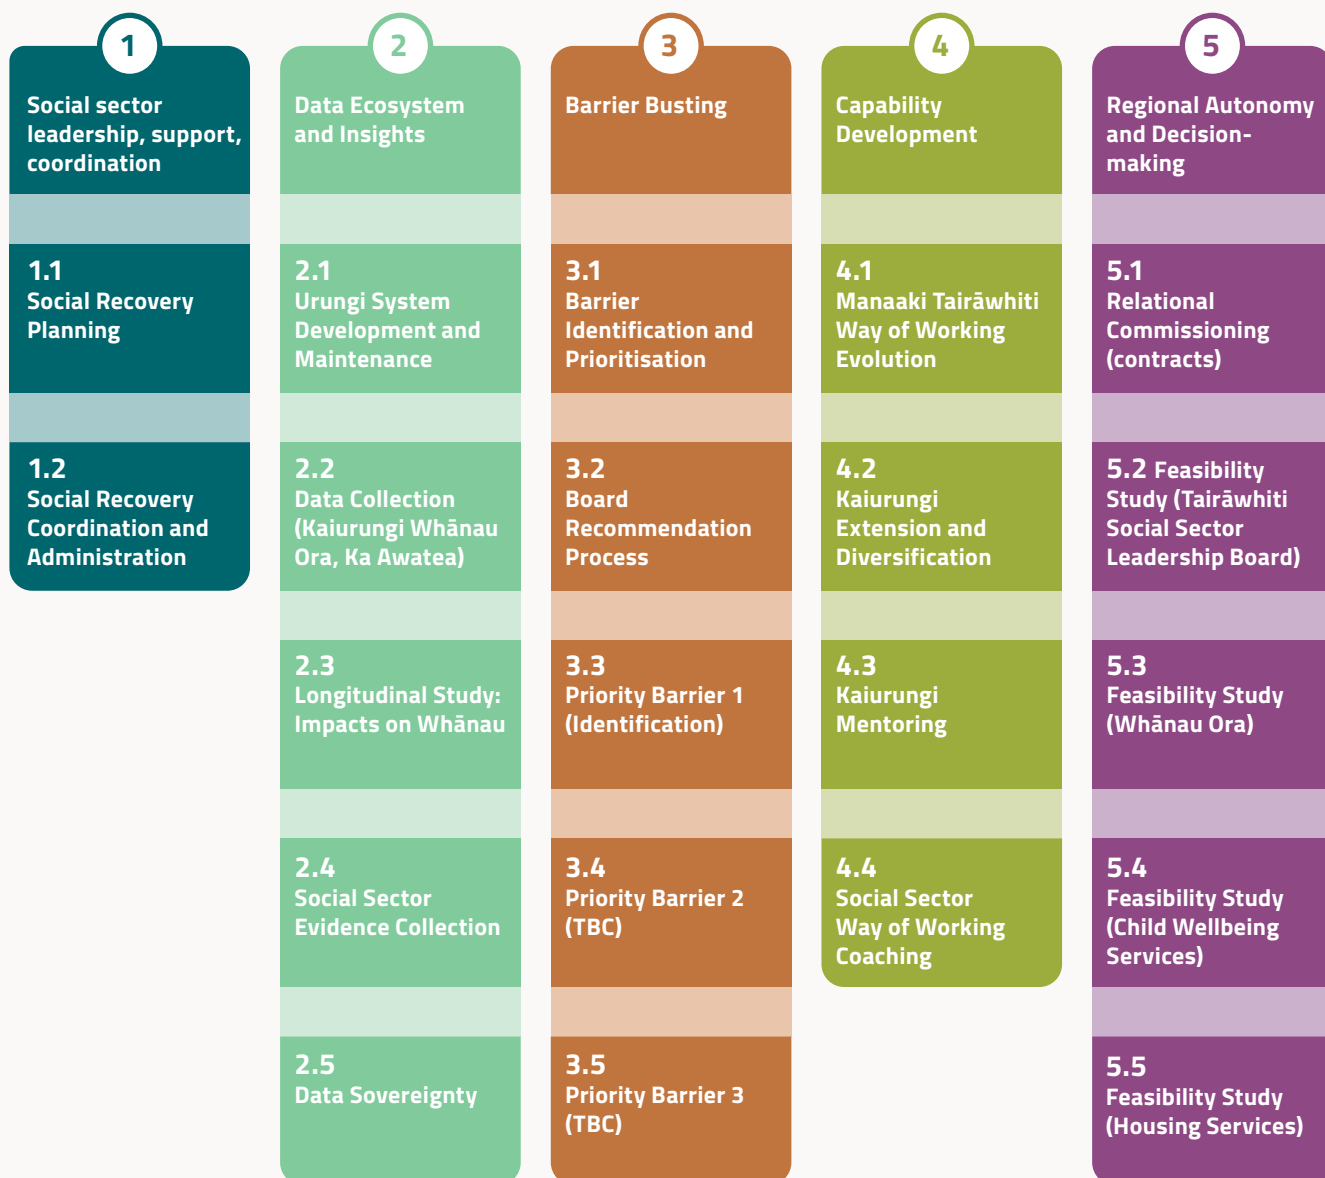 1
Social sector
leadership, support,
coordination
1.1
Social Recovery
Planning
1.2
Social Recovery
Coordination and
Administration
2
Data Ecosystem
and Insights
2.1
Urungi System
Development and
Maintenance
2.2
Data Collection
(Kaiurungi Whānau
Ora, Ka Awatea)
2.3
Longitudinal Study:
Impacts on Whānau
2.4
Social Sector
Evidence Collection
2.5
Data Sovereignty
3
Barrier Busting
3.1
Barrier
Identification and
Prioritisation
3.2
Board
Recommendation
Process
3.3
Priority Barrier 1
(Identification)
3.4
Priority Barrier 2
(TBC)
3.5
Priority Barrier 3
(TBC)
4
Capability
Development
4.1
Manaaki Tairāwhiti
Way of Working
Evolution
4.2
Kaiurungi
Extension and
Diversification
4.3
Kaiurungi
Mentoring
4.4
Social Sector
Way of Working
Coaching
5
Regional Autonomy
and Decision-
making
5.1
Relational
Commissioning
(contracts)
5.2 Feasibility
Study (Tairāwhiti
Social Sector
Leadership Board)
5.3
Feasibility Study
(Whānau Ora)
5.4
Feasibility Study
(Child Wellbeing
Services)
5.5
Feasibility Study
(Housing Services)